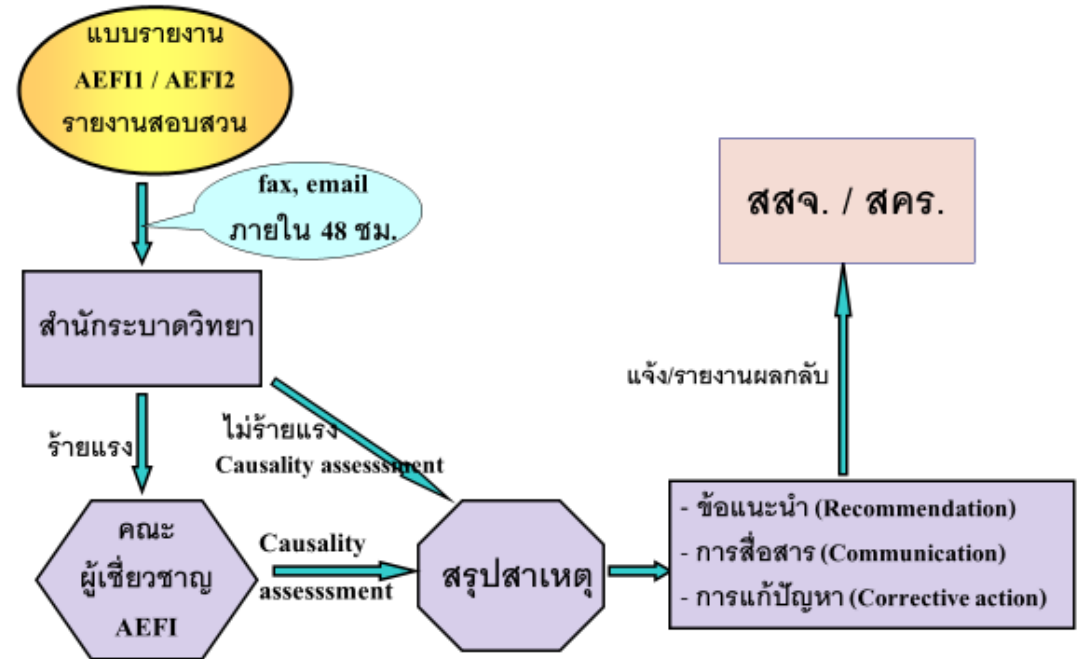 แบบรายงาน
AEFI1 / AEFI2
รายงานสอบสวน
fax, email
ภายใน 48 ชม.
สำนักระบาดวิทยา
ร้ายแรง
ไม่ร้ายแรง
Causality assesssment
คณะ
ผู้เชี่ยวชาญ
AEFI
Causality
assesssment
สรุปสาเหตุ
- ข้อแนะนำ (Recommendation)
- การสื่อสาร (Communication)
- การแก้ปัญหา (Corrective action)
แจ้ง/รายงานผลกลับ
สสจ. / สคร.